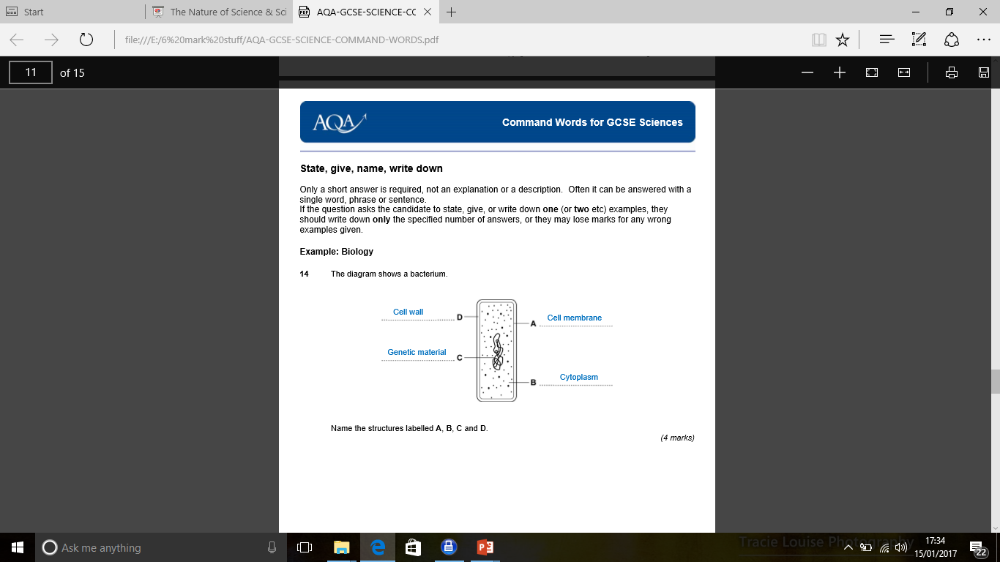 Start
The Nature of Science & Sci
AQA-GCSE-SCIENCE-CC
file:///E:/6%20mark%20stuff/AQA-GCSE-SCIENCE-COMMAND-WORDS.pdf
11 of 15
AQA
Command Words for GCSE Sciences
State, give, name, write down
Only a short answer is required, not an explanation or a description. Often it can be answered with a
single word, phrase or sentence.
If the question asks the candidate to state, give, or write down one (or two etc) examples, they
should write down only the specified number of answers, or they may lose marks for any wrong
examples given.
Example: Biology
14 The diagram shows a bacterium.
Cell wall D
A Cell membrane
Genetic material C
B Cytoplasm
Name the structures labelled A, B, C and D.
(4 marks)
Ask me anything
Tracie Louise Photography
17:34
15/01/2017
22